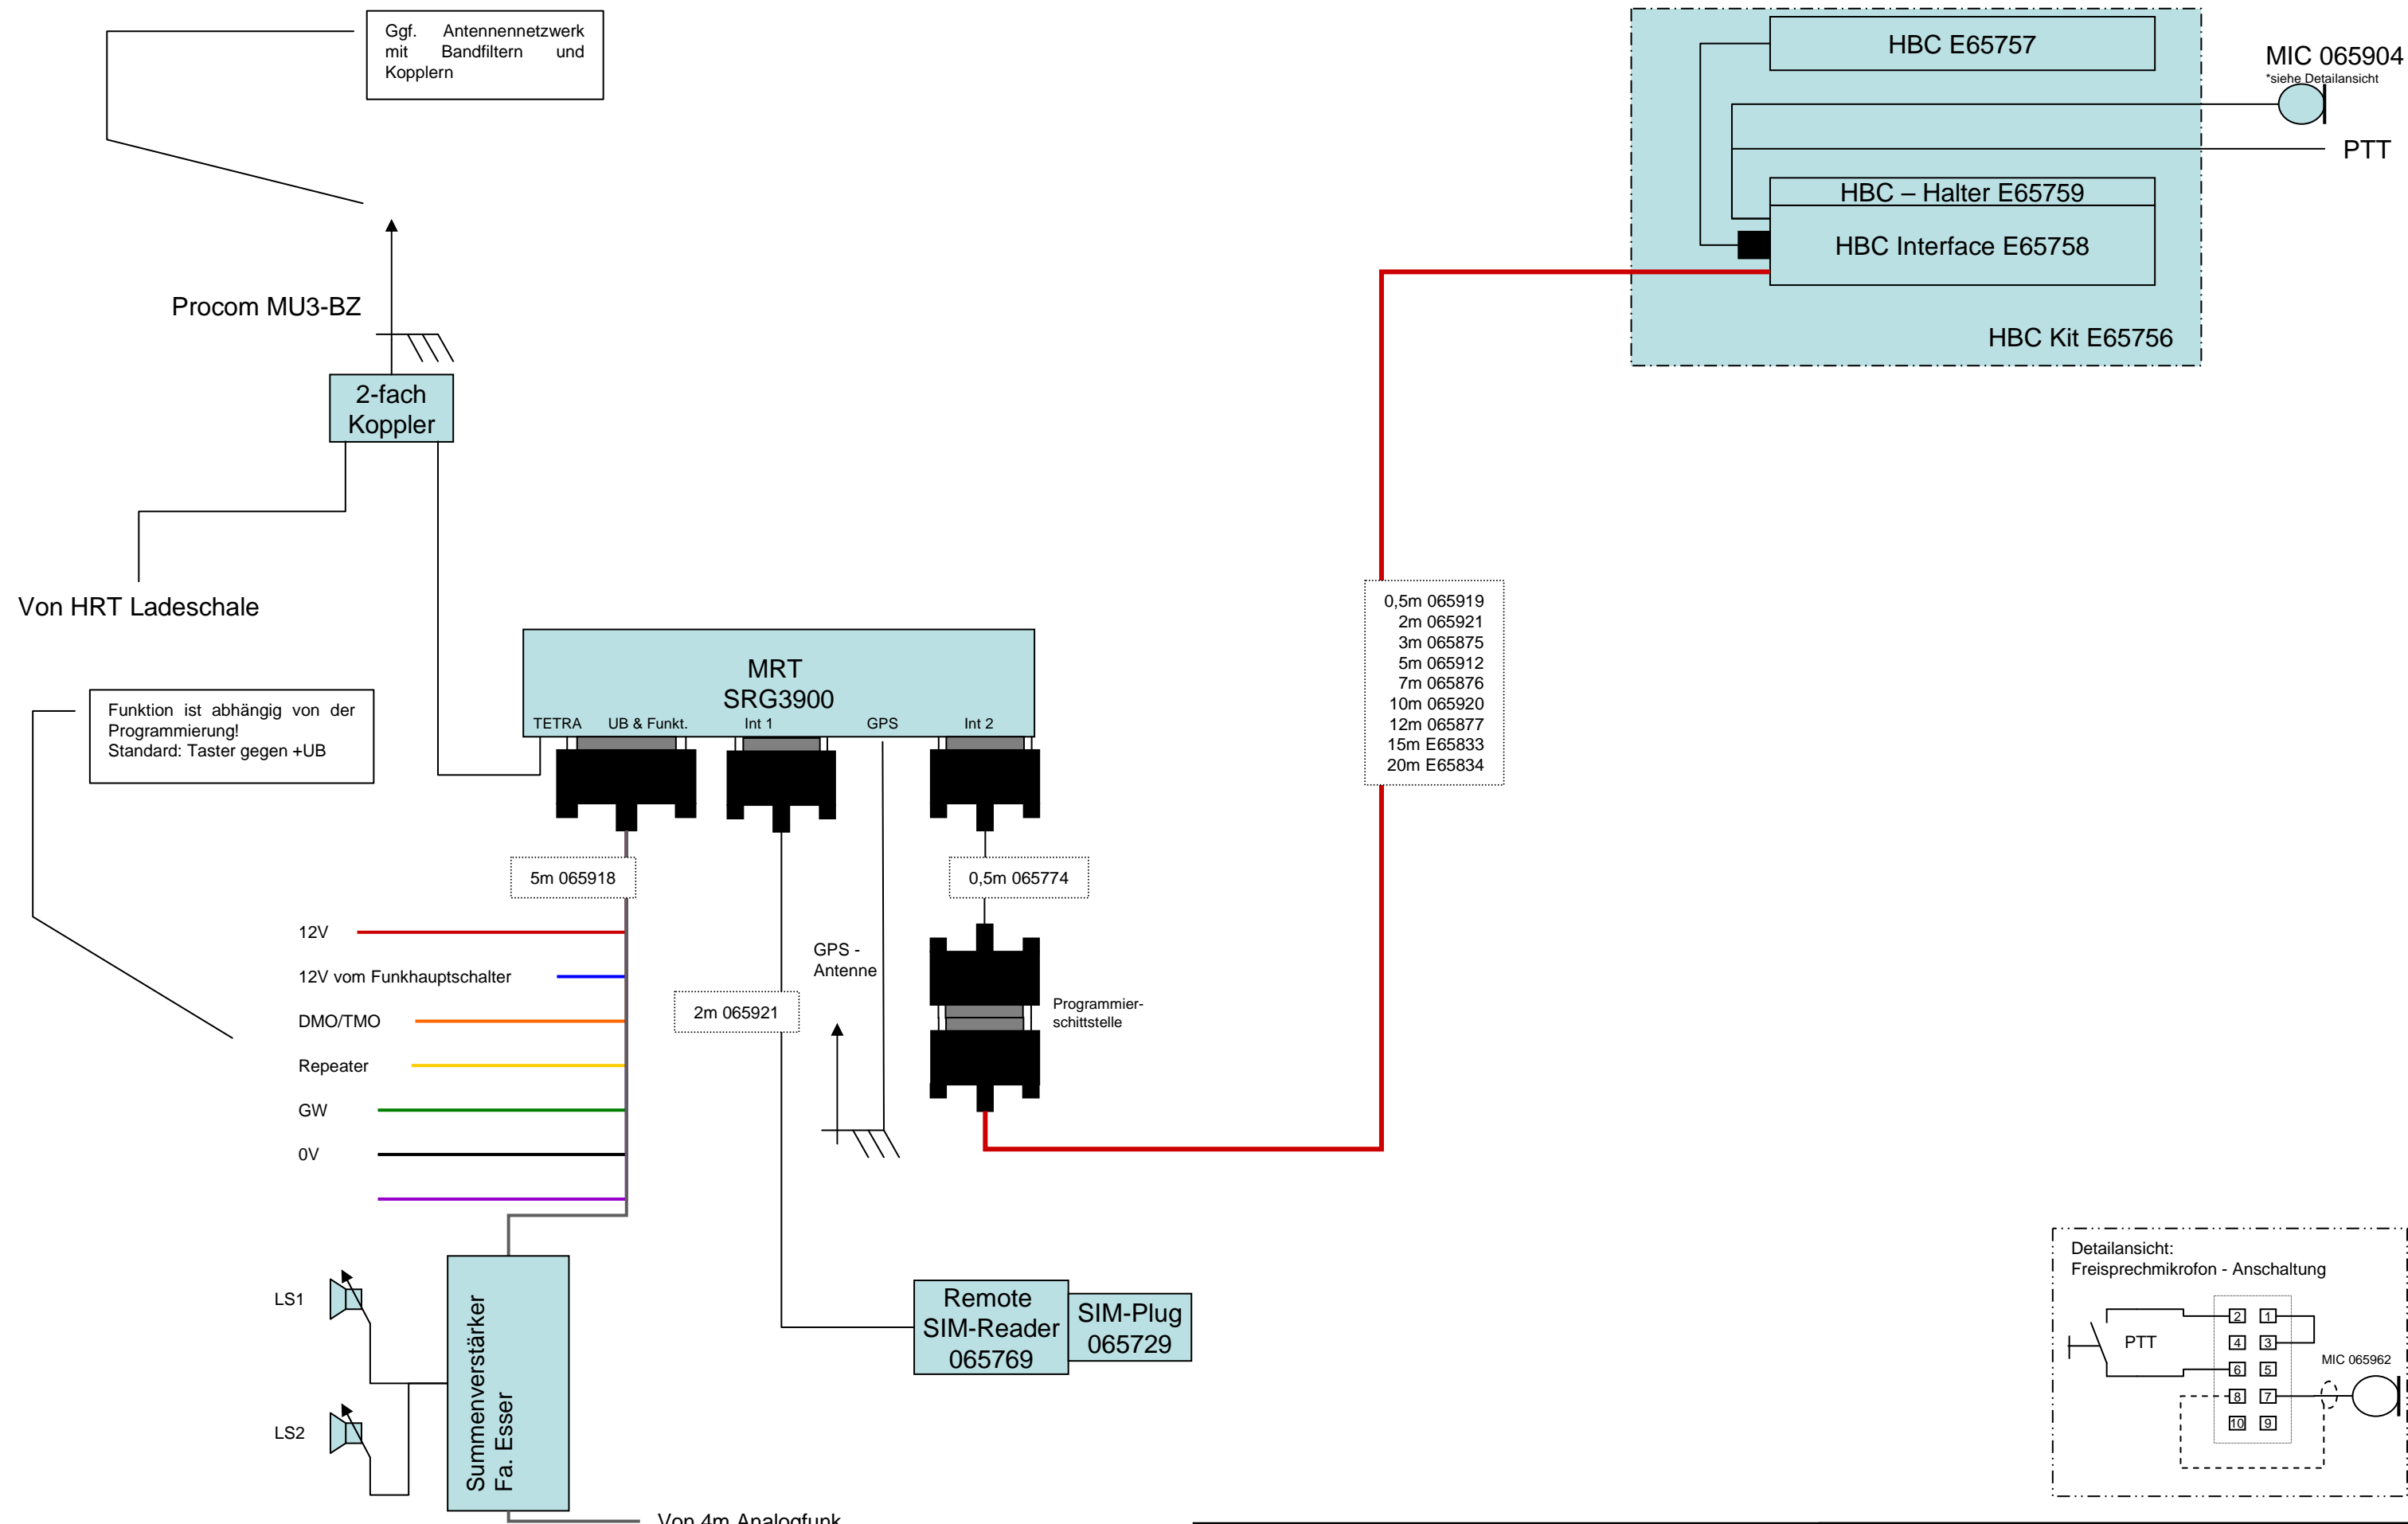 Ggf. Antennennetzwerk
mit Bandfiltern und
Kopplern
HBC E65757
MIC 065904
*siehe Detailansicht
PTT
HBC – Halter E65759
HBC Interface E65758
HBC Kit E65756
Procom MU3-BZ
2-fach
Koppler
Von HRT Ladeschale
MRT
SRG3900
TETRA UB & Funkt. Int 1 GPS Int 2
0,5m 065919
2m 065921
3m 065875
5m 065912
7m 065876
10m 065920
12m 065877
15m E65833
20m E65834
Funktion ist abhängig von der
Programmierung!
Standard: Taster gegen +UB
5m 065918
0,5m 065774
12V
12V vom Funkhauptschalter
DMO/TMO
Repeater
GW
0V
GPS -
Antenne
2m 065921
Programmier-
schittstelle
LS1
LS2
Summenverstärker
Fa. Esser
Remote
SIM-Reader
065769
SIM-Plug
065729
Von 4m Analogfunk
Detailansicht:
Freisprechmikrofon - Anschaltung
PTT
2 1
4 3
6 5
8 7
10 9
MIC 065962